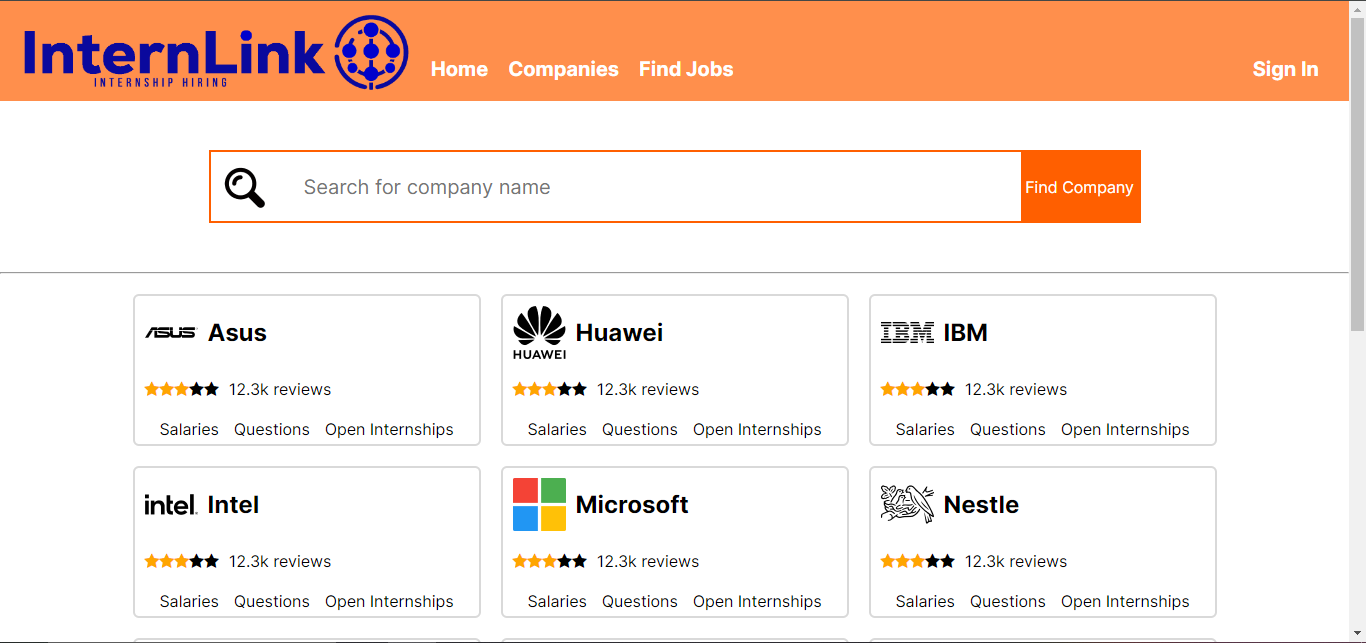 InternLink
INTERNSHIP HIRING
Home Companies Find Jobs Sign In
Search for company name Find Company
ASUS Asus
HUAWEI Huawei
IBM IBM
12.3k reviews 12.3k reviews 12.3k reviews
Salaries Questions Open Internships Salaries Questions Open Internships Salaries Questions Open Internships
intel. Intel
Microsoft
Nestle
12.3k reviews 12.3k reviews 12.3k reviews
Salaries Questions Open Internships Salaries Questions Open Internships Salaries Questions Open Internships